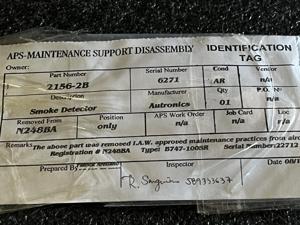 APS-MAINTENANCE SUPPORT DISASSEMBLY IDENTIFICATION TAG
Owner:
Part Number Serial Number Cond Vendor
2156-2B 6271 AR n/a
Description Manufacturer Qty P.O. No
Smoke Detector Autronics 01 n/a
Removed From Position APS Work Order Job Card Loc
N248BA only n/a n/a n/a
Remarks The above part was removed I.A.W. approved maintenance practices from
Registration # N248BA Type: B747-100SR Serial Number: 22712
Prepared By Inspector Date